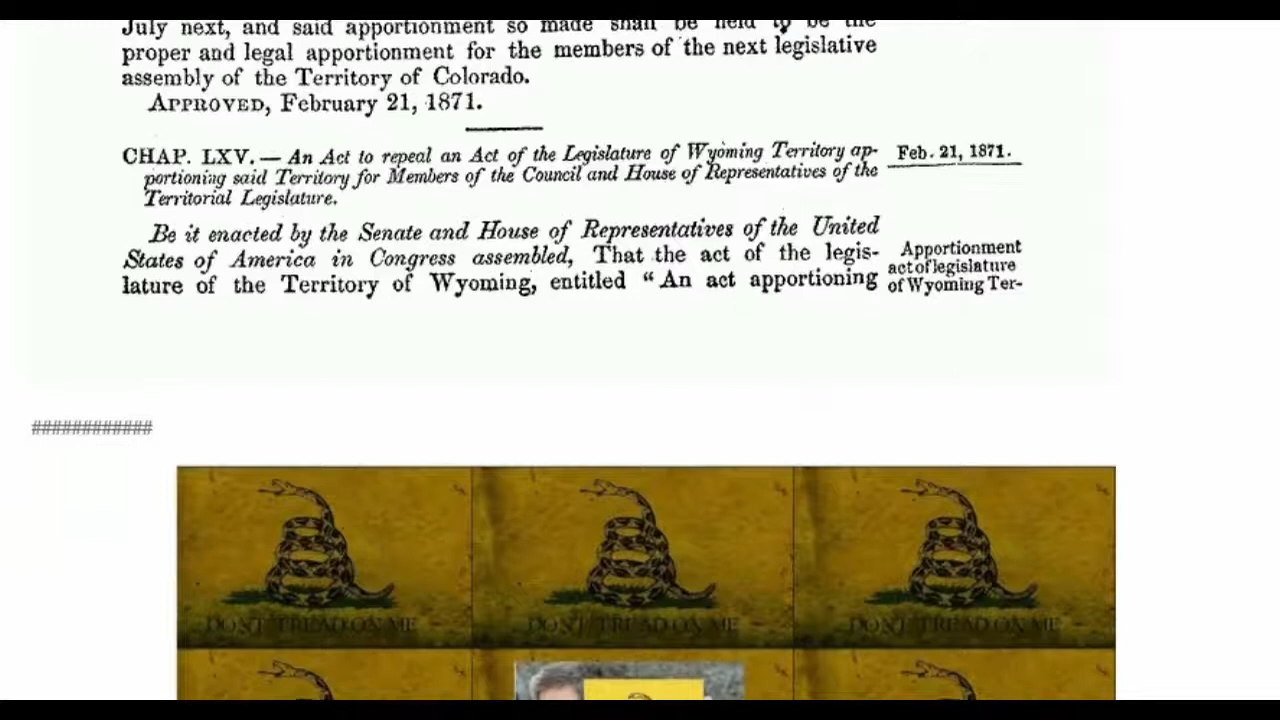 July next, and said apportionment so made shall be held to be the
proper and legal apportionment for the members of the next legislative
assembly of the Territory of Colorado.
APPROVED, February 21, 1871.
CHAP. LXV. — An Act to repeal an Act of the Legislature of Wyoming Territory ap-
portioning said Territory for Members of the Council and House of Representatives of the
Territorial Legislature.
Feb. 21, 1871.
Be it enacted by the Senate and House of Representatives of the United
States of America in Congress assembled, That the act of the legis-
lature of the Territory of Wyoming, entitled “ An act apportioning
Apportionment
act of legislature
of Wyoming Ter-
############
DON'T TREAD ON ME
DON'T TREAD ON ME
DON'T TREAD ON ME